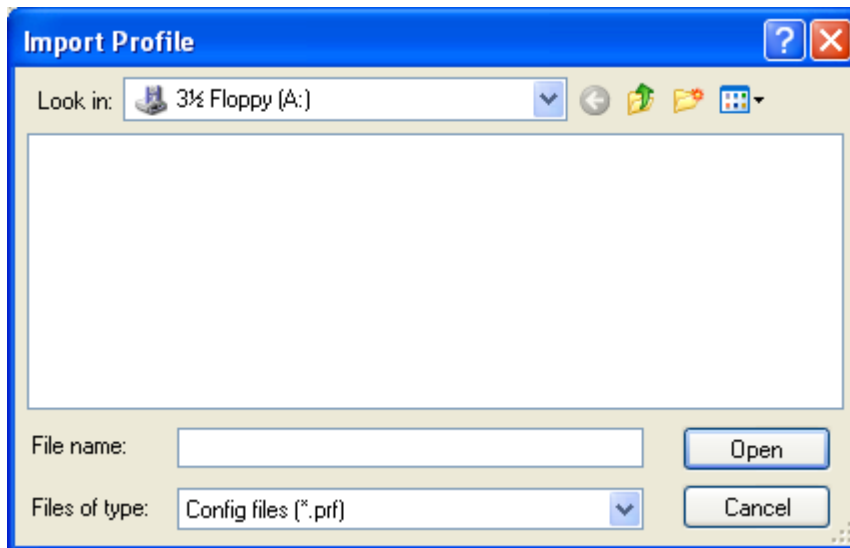 Import Profile
Look in: 3½ Floppy (A:)
File name:
Open
Files of type: Config files (*.prf)
Cancel